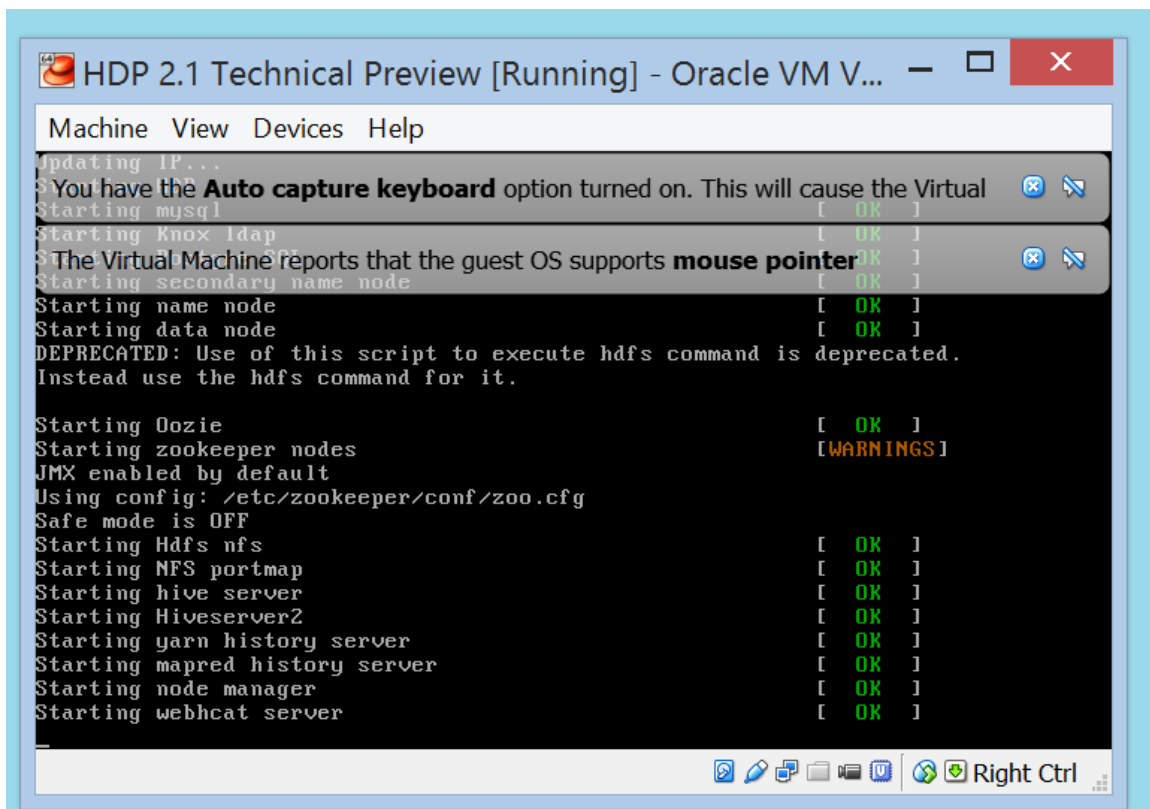 HDP 2.1 Technical Preview [Running] - Oracle VM V...
Machine View Devices Help
Updating IP...
You have the Auto capture keyboard option turned on. This will cause the Virtual
Starting mysql [ OK ]
Starting Knox ldap [ OK ]
The Virtual Machine reports that the guest OS supports mouse pointer
Starting secondary name node [ OK ]
Starting name node [ OK ]
Starting data node [ OK ]
DEPRECATED: Use of this script to execute hdfs command is deprecated.
Instead use the hdfs command for it.
Starting Oozie [ OK ]
Starting zookeeper nodes [WARNINGS]
JMX enabled by default
Using config: /etc/zookeeper/conf/zoo.cfg
Safe mode is OFF
Starting Hdfs nfs [ OK ]
Starting NFS portmap [ OK ]
Starting hive server [ OK ]
Starting Hiveserver2 [ OK ]
Starting yarn history server [ OK ]
Starting mapred history server [ OK ]
Starting node manager [ OK ]
Starting webhcat server [ OK ]
Right Ctrl